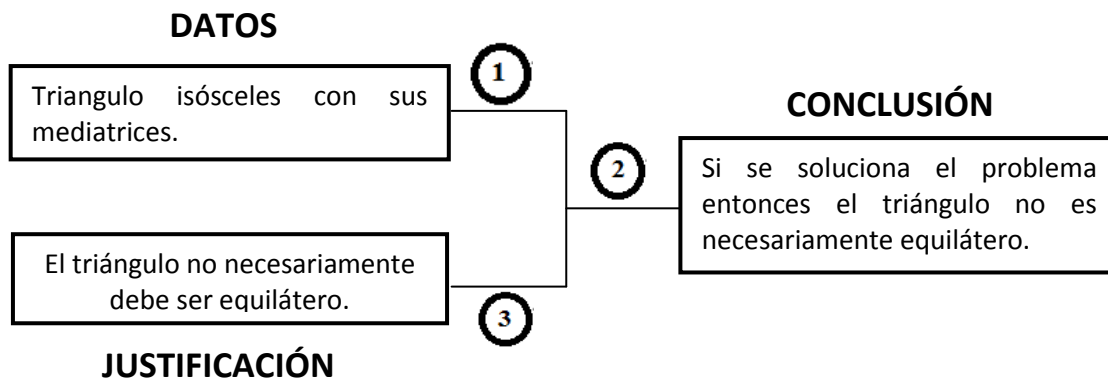 DATOS
1
Triangulo isósceles con sus
mediatrices.
CONCLUSIÓN
2
Si se soluciona el problema
entonces el triángulo no es
necesariamente equilátero.
El triángulo no necesariamente
debe ser equilátero.
3
JUSTIFICACIÓN